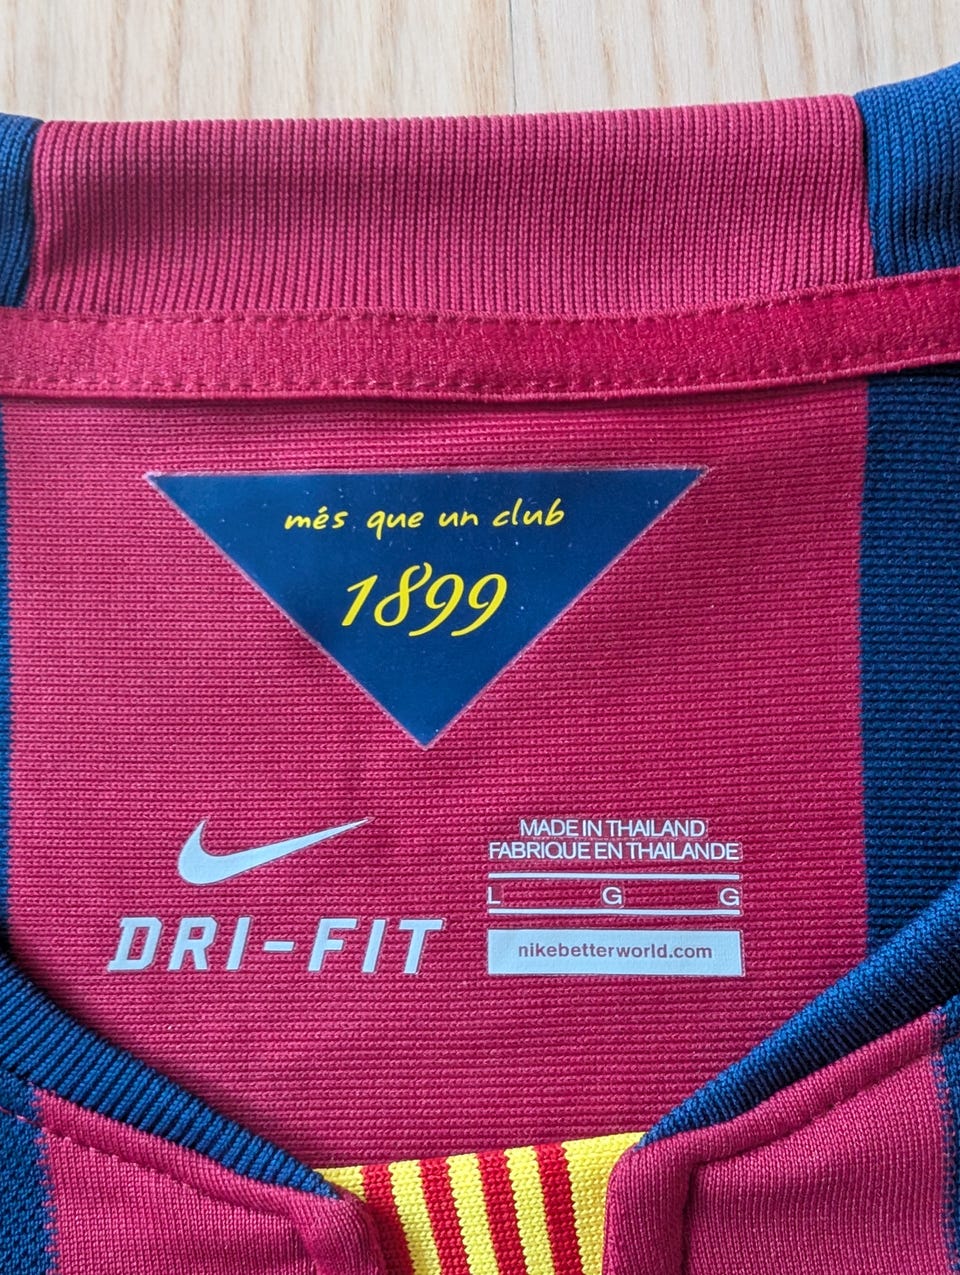 més que un club
1899
DRI-FIT
MADE IN THAILAND
FABRIQUE EN THAILANDE
L G G
nikebetterworld.com